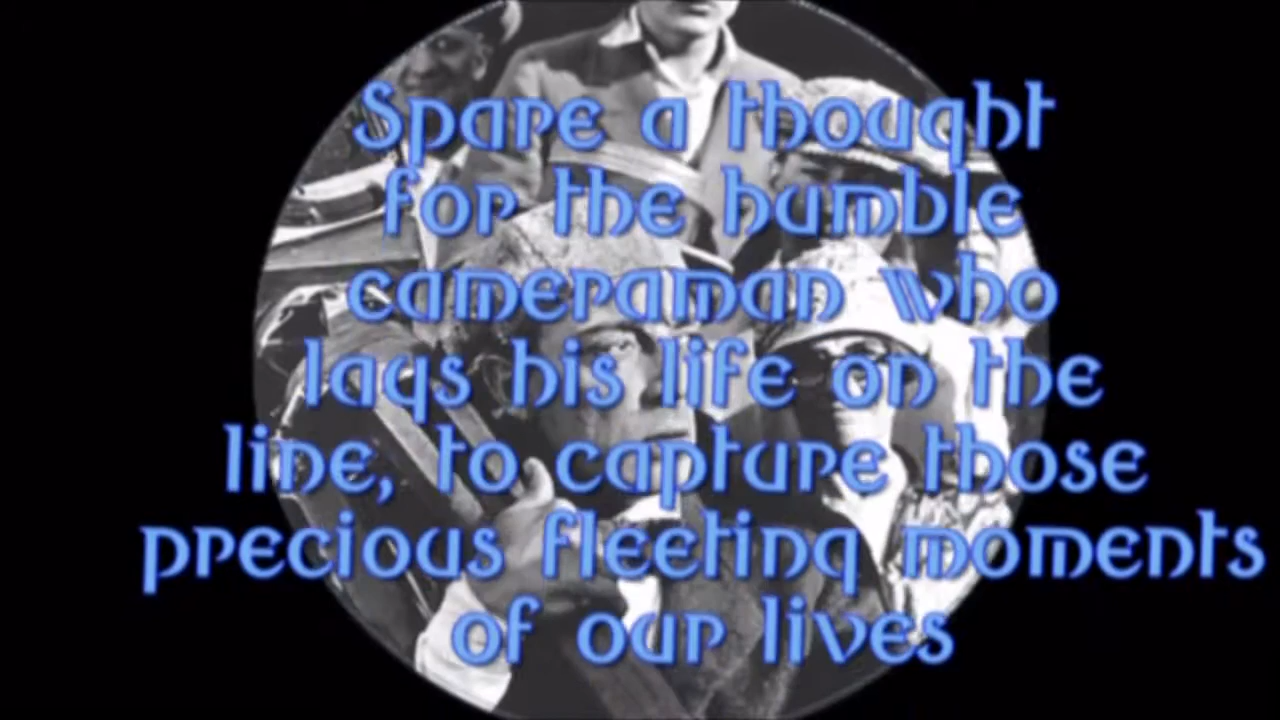 Spare a thought
for the humble
cameraman who
lays his life on the
line, to capture those
precious fleeting moments
of our lives